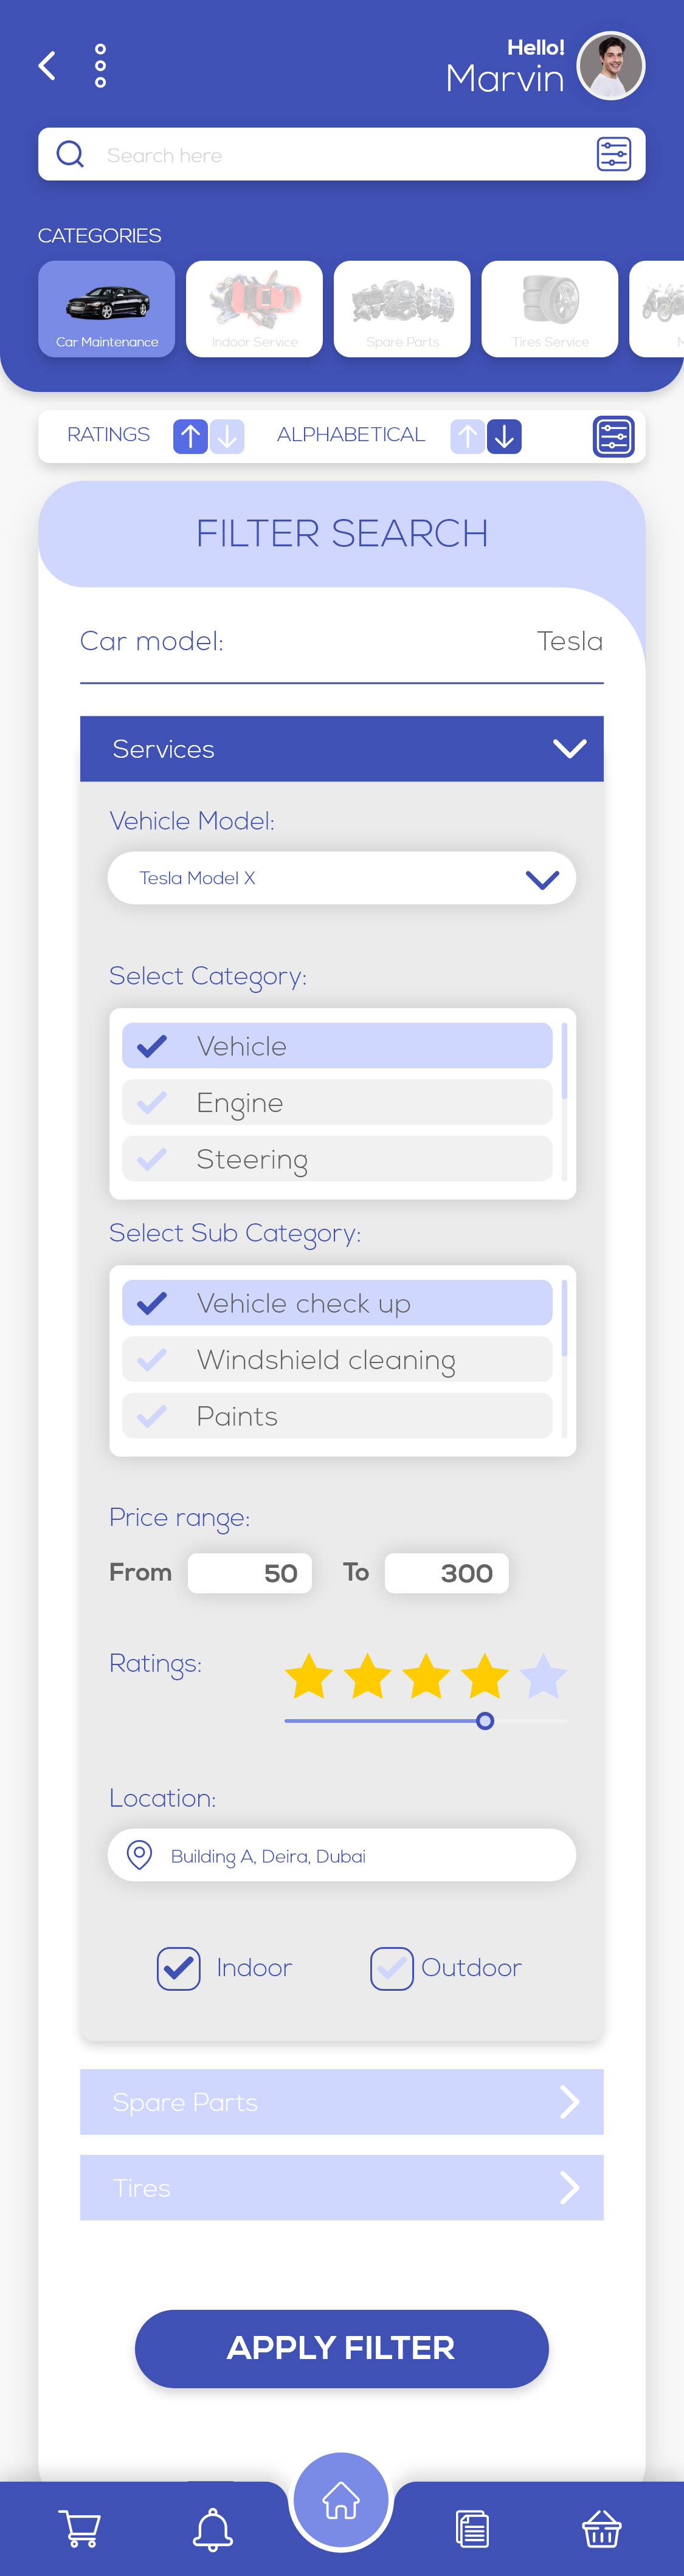 Hello!
Marvin
Search here
CATEGORIES
Car Maintenance
Indoor Service
Spare Parts
Tires Service
M
RATINGS
ALPHABETICAL
FILTER SEARCH
Car model:
Tesla
Services
Vehicle Model:
Tesla Model X
Select Category:
Vehicle
Engine
Steering
Select Sub Category:
Vehicle check up
Windshield cleaning
Paints
Price range:
From 50 To 300
Ratings:
Location:
Building A, Deira, Dubai
Indoor
Outdoor
Spare Parts
Tires
APPLY FILTER